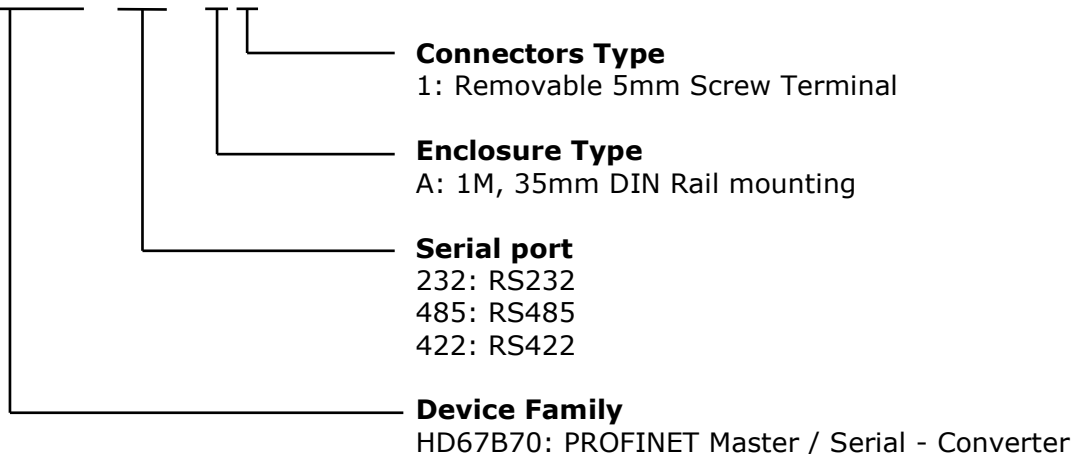 Connectors Type
1: Removable 5mm Screw Terminal
Enclosure Type
A: 1M, 35mm DIN Rail mounting
Serial port
232: RS232
485: RS485
422: RS422
Device Family
HD67B70: PROFINET Master / Serial - Converter